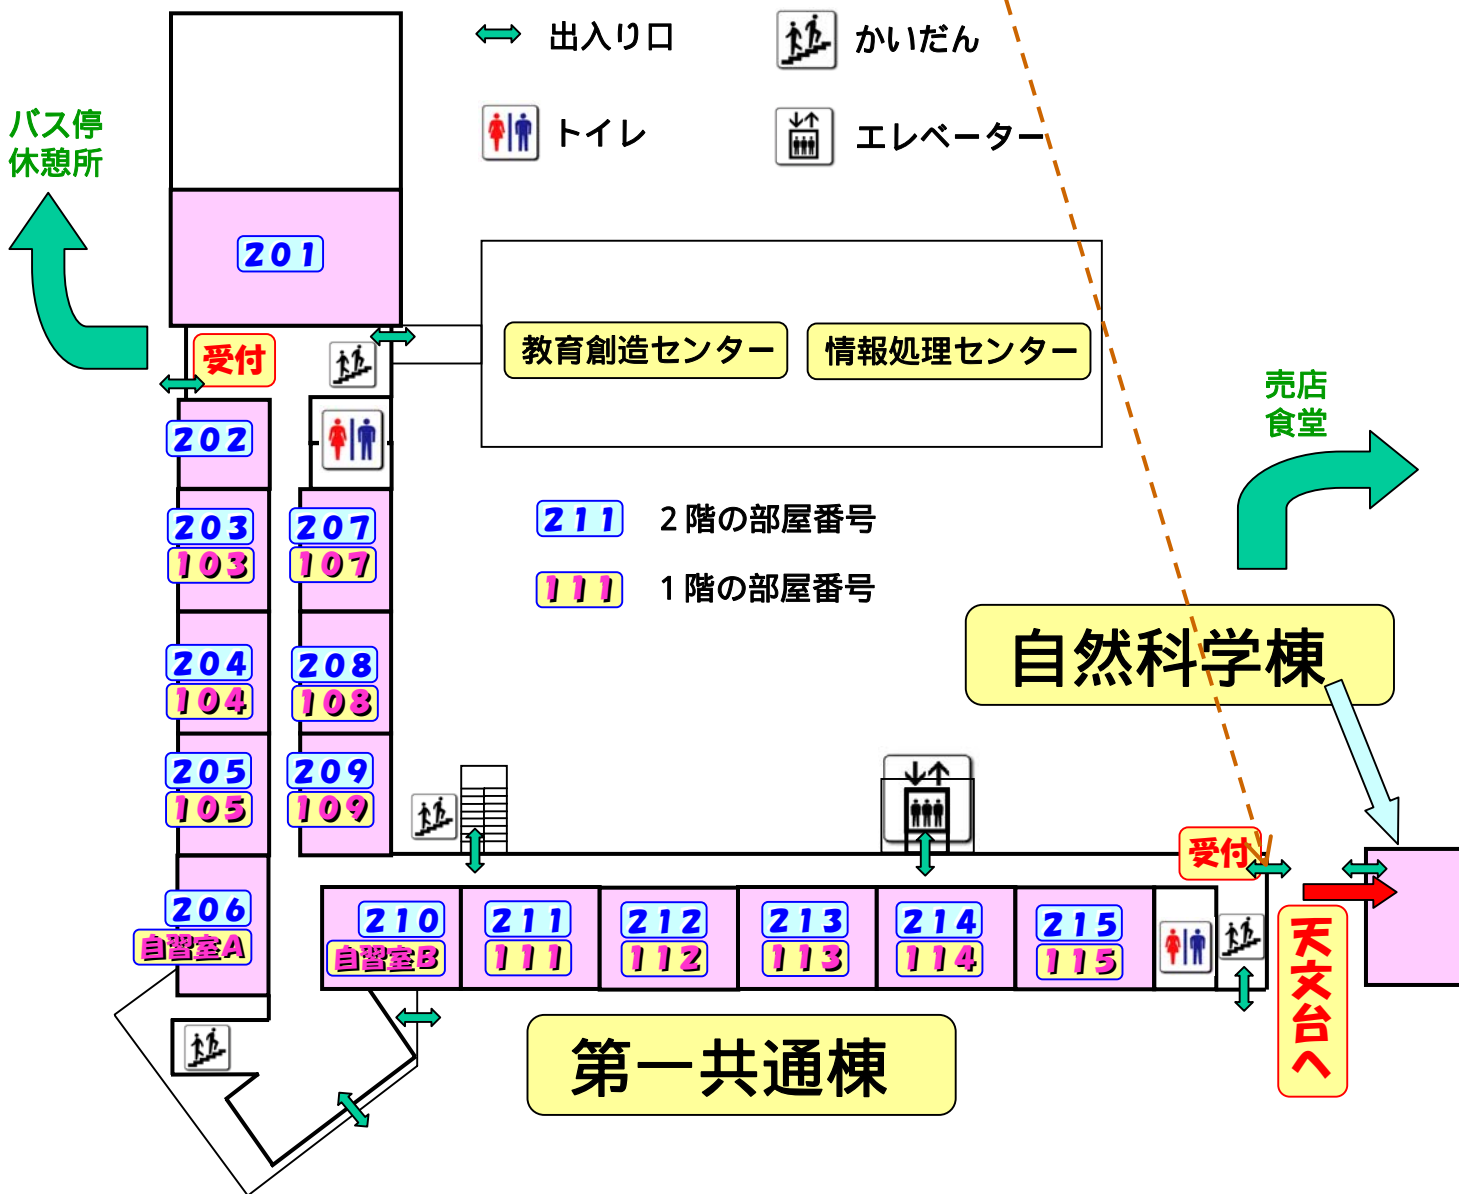 出入り口
かいだん
トイレ
エレベーター
バス停
休憩所
201
受付
教育創造センター
情報処理センター
売店
食堂
202
203
103
207
107
211
2階の部屋番号
111
1階の部屋番号
204
104
208
108
自然科学棟
205
105
209
109
受付
206
自習室A
210
自習室B
211
111
212
112
213
113
214
114
215
115
天文台へ
第一共通棟